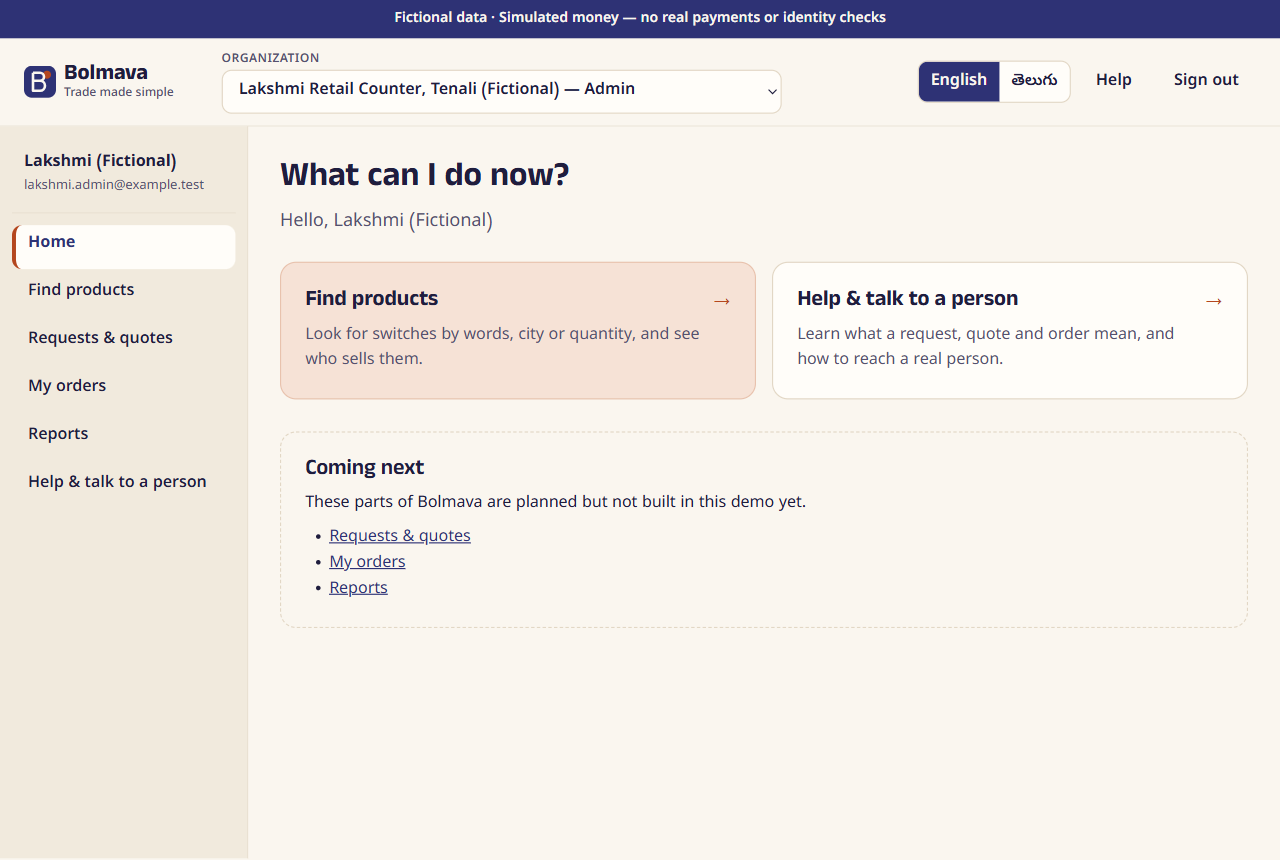 Fictional data · Simulated money — no real payments or identity checks
Bolmava
Trade made simple
ORGANIZATION
Lakshmi Retail Counter, Tenali (Fictional) — Admin
English
తెలుగు
Help
Sign out
Lakshmi (Fictional)
lakshmi.admin@example.test
Home
Find products
Requests & quotes
My orders
Reports
Help & talk to a person
What can I do now?
Hello, Lakshmi (Fictional)
Find products →
Look for switches by words, city or quantity, and see
who sells them.
Help & talk to a person →
Learn what a request, quote and order mean, and
how to reach a real person.
Coming next
These parts of Bolmava are planned but not built in this demo yet.
• Requests & quotes
• My orders
• Reports